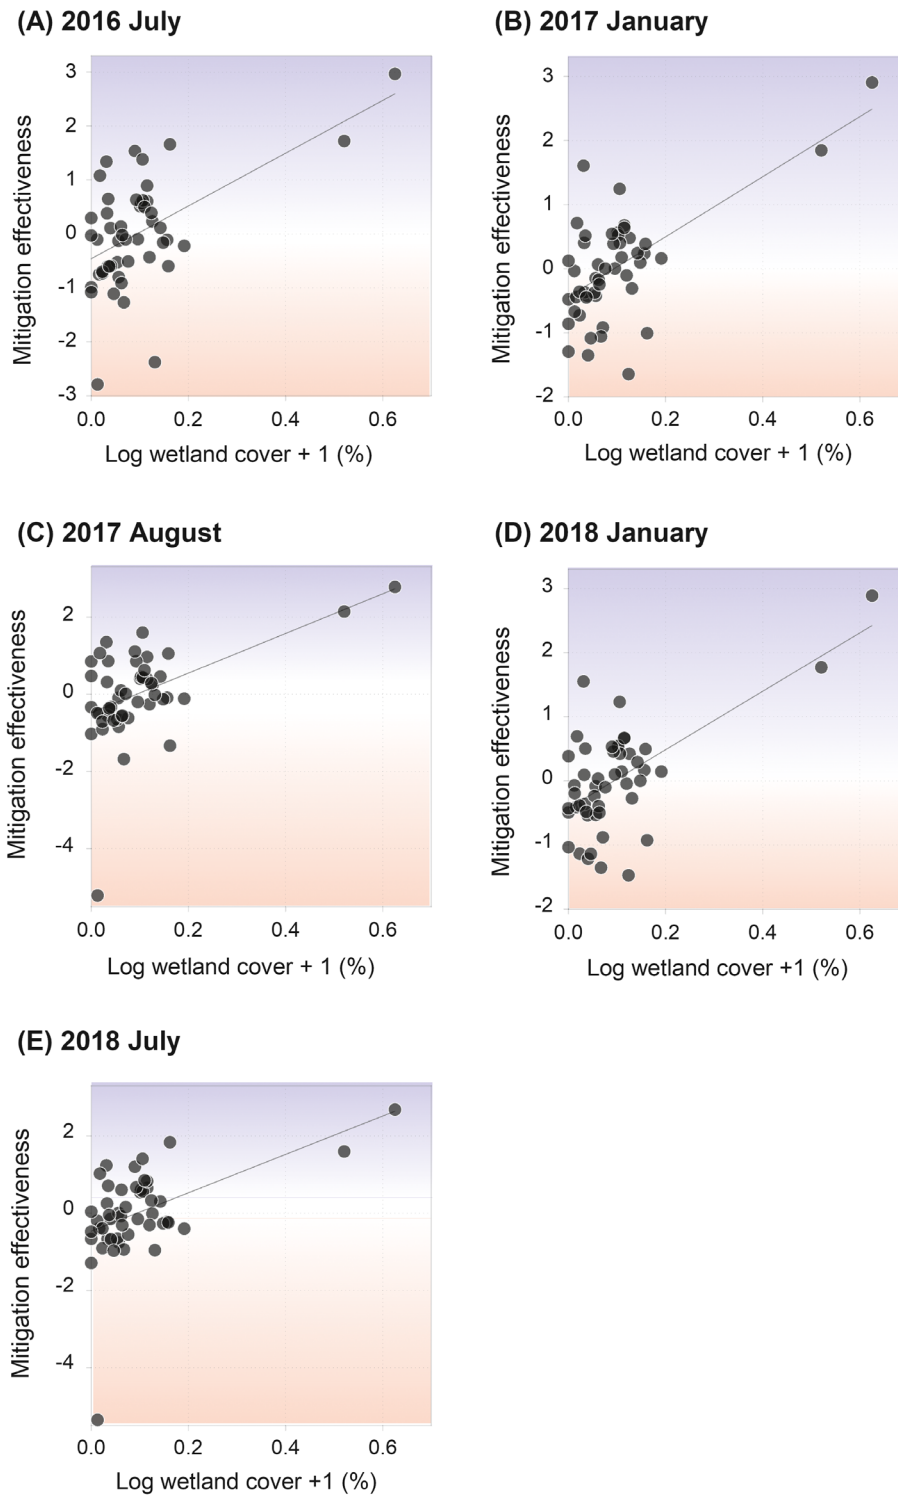 (A) 2016 July
(B) 2017 January
Mitigation effectiveness
3
2
1
0
-1
-2
-3
0.0 0.2 0.4 0.6
Log wetland cover + 1 (%)
Mitigation effectiveness
3
2
1
0
-1
-2
0.0 0.2 0.4 0.6
Log wetland cover + 1 (%)
(C) 2017 August
(D) 2018 January
Mitigation effectiveness
2
0
-2
-4
0.0 0.2 0.4 0.6
Log wetland cover + 1 (%)
Mitigation effectiveness
3
2
1
0
-1
-2
0.0 0.2 0.4 0.6
Log wetland cover +1 (%)
(E) 2018 July
Mitigation effectiveness
2
0
-2
-4
0.0 0.2 0.4 0.6
Log wetland cover +1 (%)